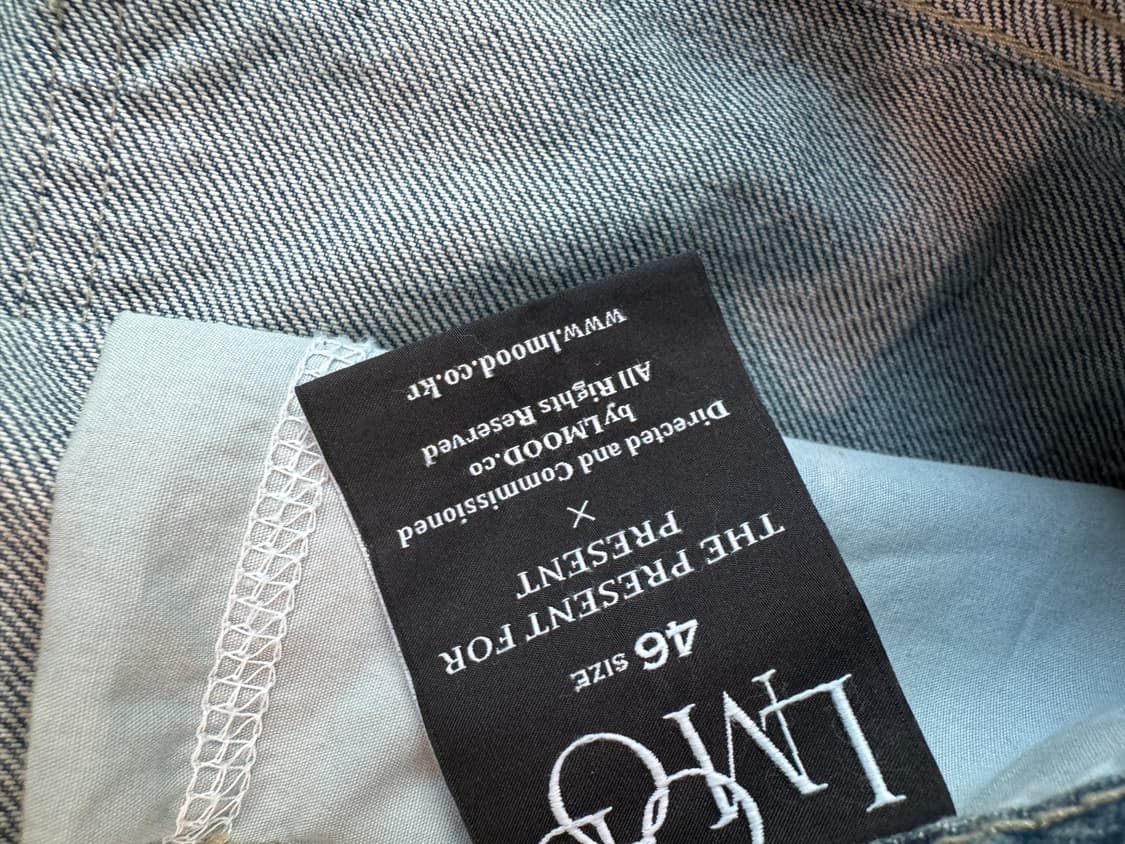 LMOO
46 SIZE
THE PRESENT FOR
PRESENT
X
Directed and Commissioned
by LMOOD.co
All Rights Reserved
www.lmood.co.kr